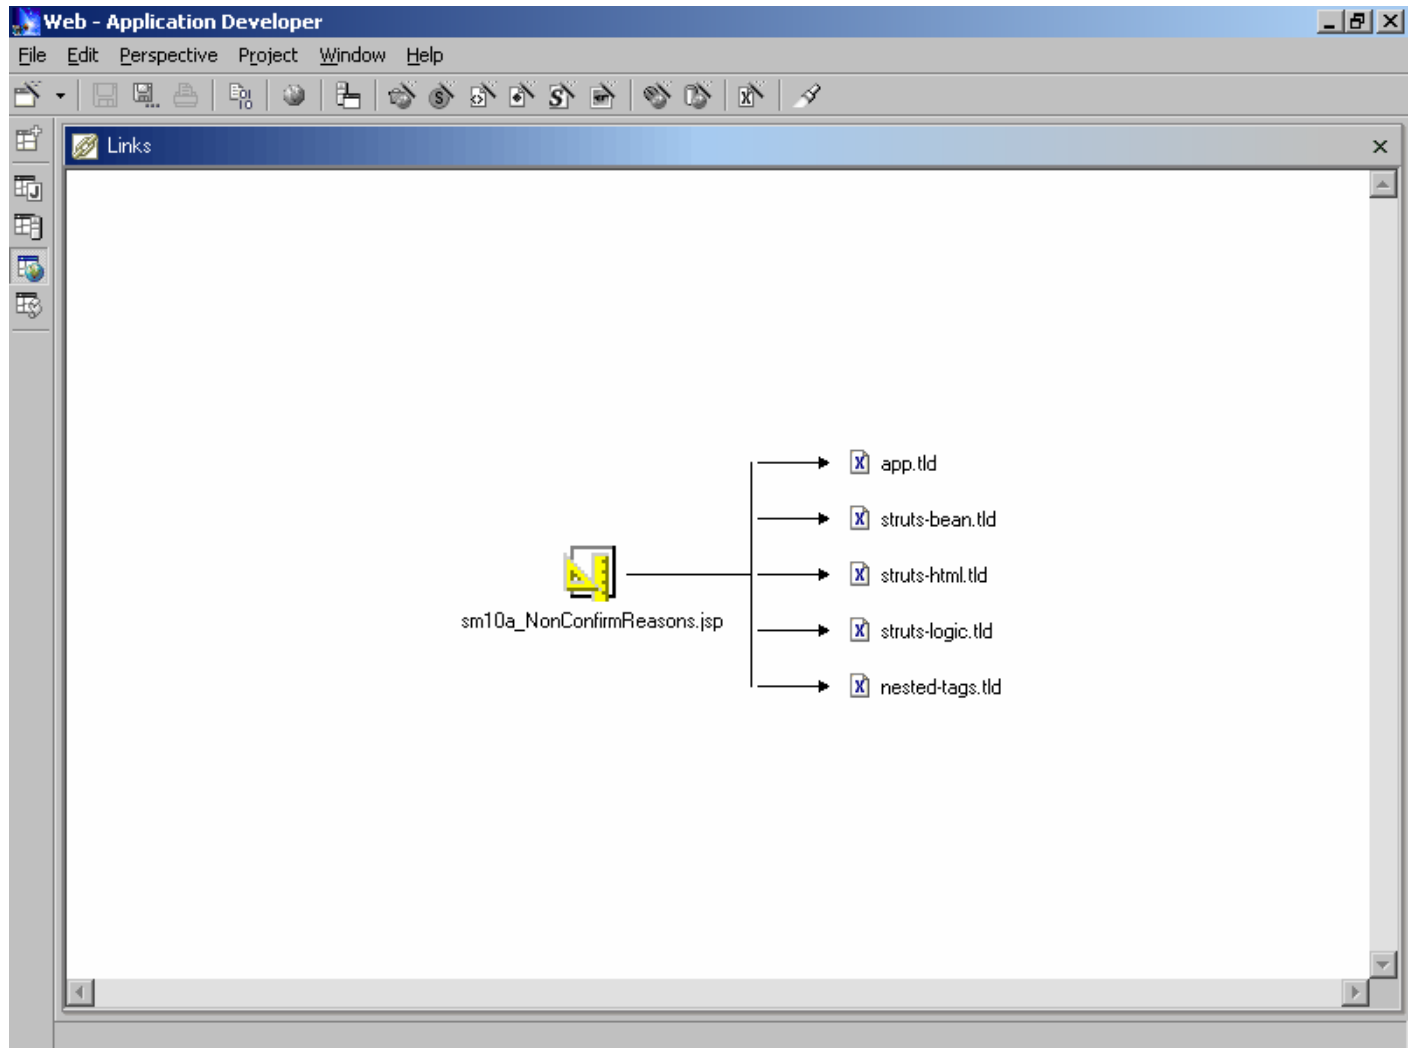 Web - Application Developer
File Edit Perspective Project Window Help
Links
app.tld
struts-bean.tld
struts-html.tld
sm10a_NonConfirmReasons.jsp
struts-logic.tld
nested-tags.tld